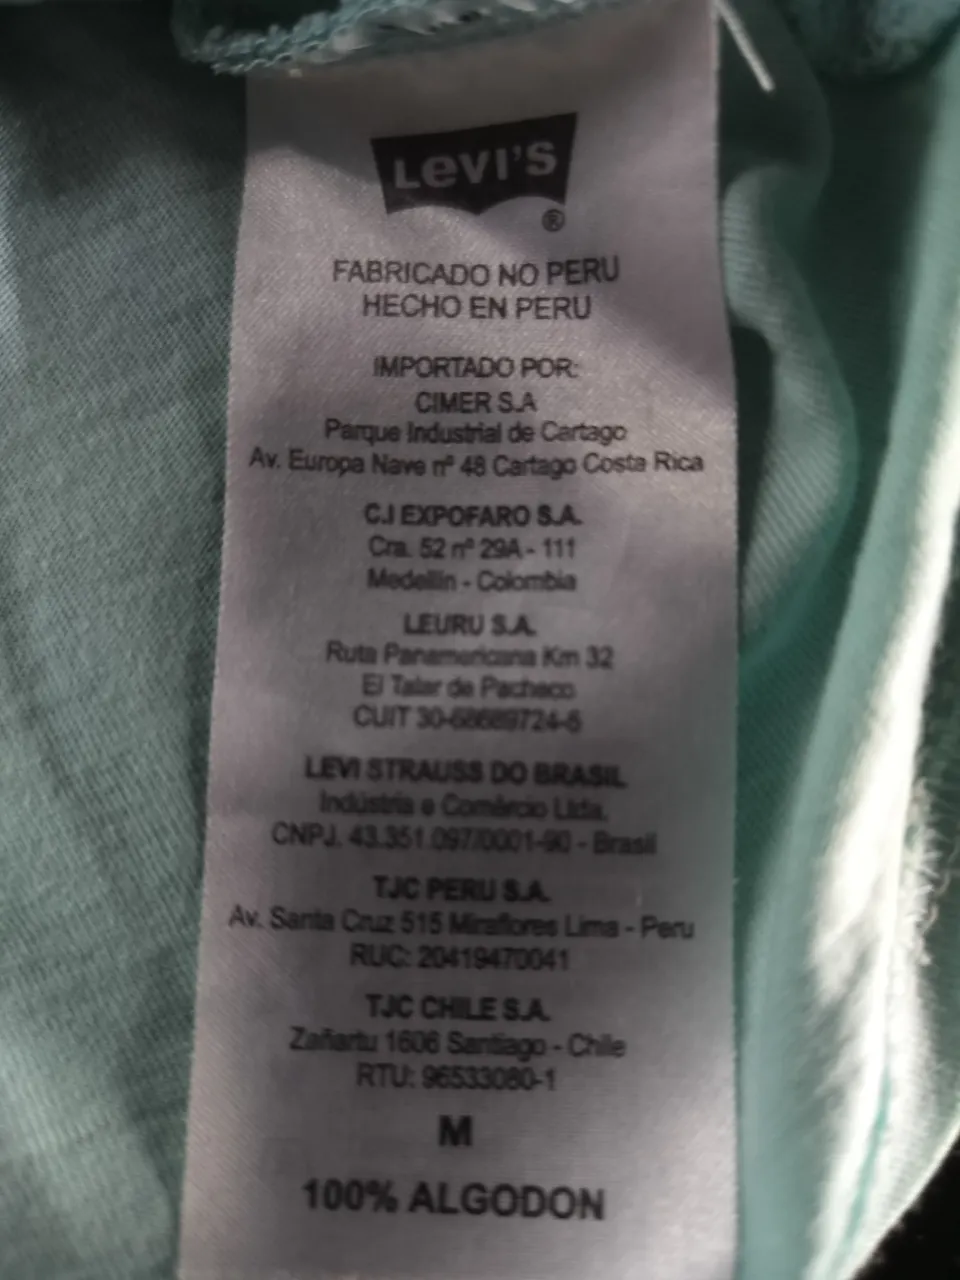 LEVI'S
®
FABRICADO NO PERU
HECHO EN PERU
IMPORTADO POR:
CIMER S.A
Parque Industrial de Cartago
Av. Europa Nave nº 48 Cartago Costa Rica
C.I EXPOFARO S.A.
Cra. 52 nº 29A - 111
Medellín - Colombia
LEURU S.A.
Ruta Panamericana Km 32
El Talar de Pacheco
CUIT
LEVI STRAUSS DO BRASIL
Indústria e Comércio Ltda.
CNPJ. 43.351.097/0001-90 - Brasil
TJC PERU S.A.
Av. Santa Cruz 515 Miraflores Lima - Peru
RUC: 20419470041
TJC CHILE S.A.
Zañartu 1606 Santiago - Chile
RTU: 96533080-1
M
100% ALGODON